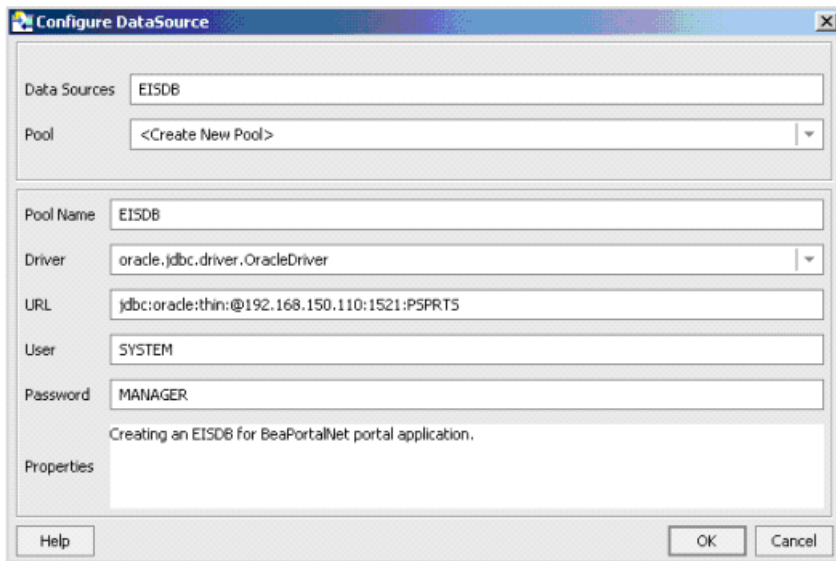 Configure DataSource
Data Sources EISDB
Pool <Create New Pool>
Pool Name EISDB
Driver oracle.jdbc.driver.OracleDriver
URL jdbc:oracle:thin:@192.168.150.110:1521:PSPRTS
User SYSTEM
Password MANAGER
Properties Creating an EISDB for BeaPortalNet portal application.
Help OK Cancel